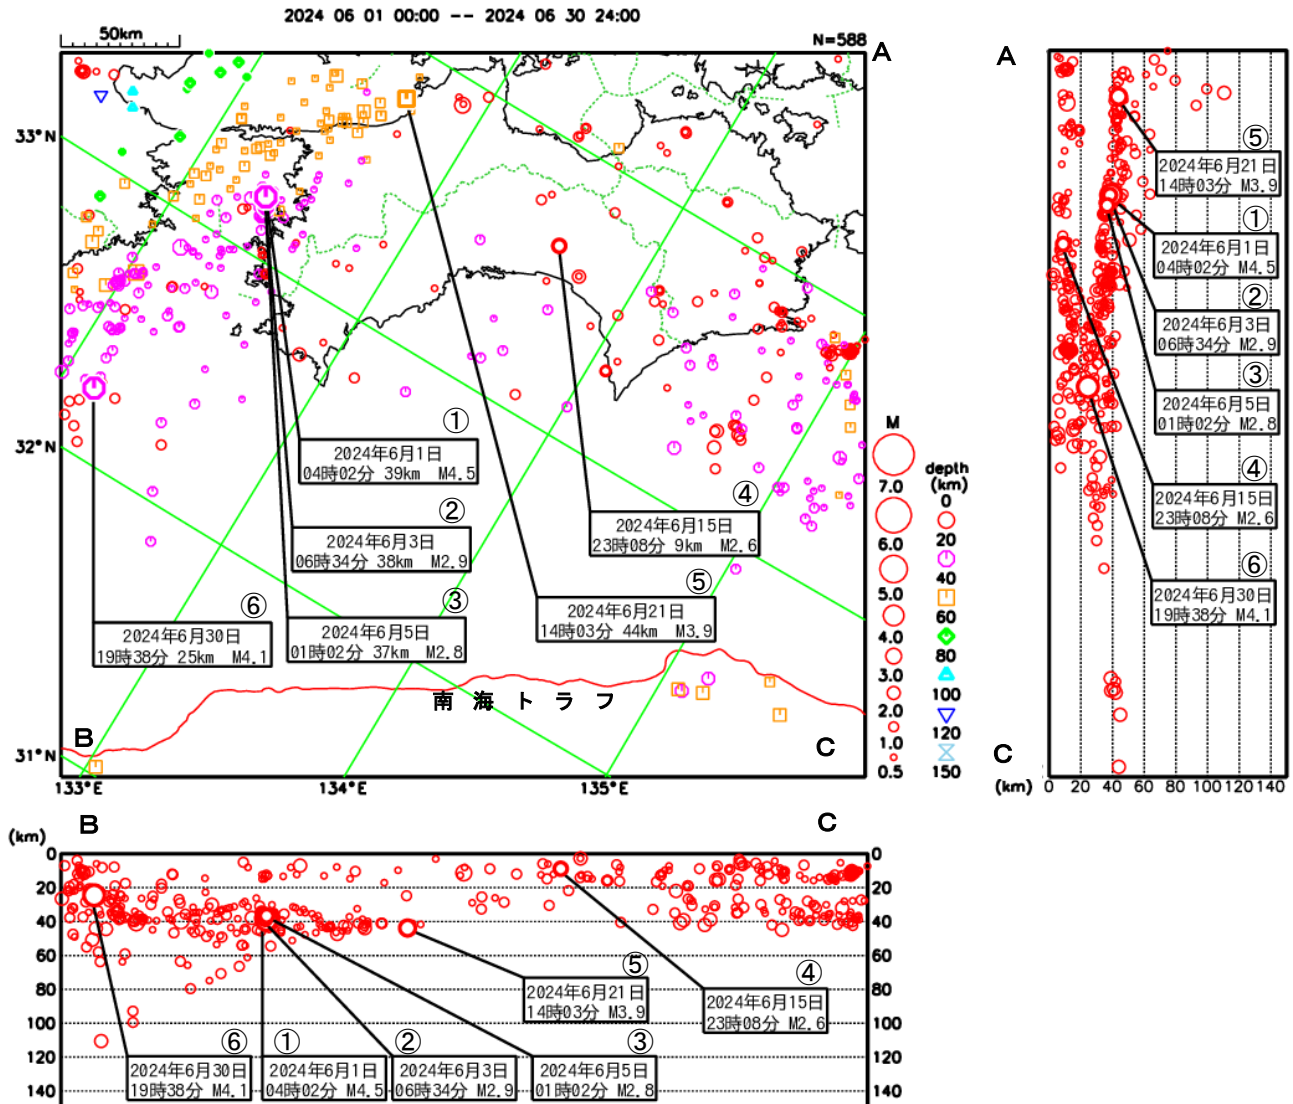 2024 06 01 00:00 -- 2024 06 30 24:00
50km
N=588
A
33°N
32°N
31°N
133°E
134°E
135°E
①
2024年6月1日
04時02分 39km M4.5
②
2024年6月3日
06時34分 38km M2.9
③
2024年6月5日
01時02分 37km M2.8
④
2024年6月15日
23時08分 9km M2.6
⑤
2024年6月21日
14時03分 44km M3.9
⑥
2024年6月30日
19時38分 25km M4.1
南海トラフ
B
C
M
7.0
6.0
5.0
4.0
3.0
2.0
1.0
0.5
depth
(km)
0
20
40
60
80
100
120
150
A
⑤
2024年6月21日
14時03分 M3.9
①
2024年6月1日
04時02分 M4.5
②
2024年6月3日
06時34分 M2.9
③
2024年6月5日
01時02分 M2.8
④
2024年6月15日
23時08分 M2.6
⑥
2024年6月30日
19時38分 M4.1
C
(km)
0 20 40 60 80 100 120 140
B
C
(km)
0
20
40
60
80
100
120
140
0
20
40
60
80
100
120
140
⑤
2024年6月21日
14時03分 M3.9
④
2024年6月15日
23時08分 M2.6
⑥
2024年6月30日
19時38分 M4.1
①
2024年6月1日
04時02分 M4.5
②
2024年6月3日
06時34分 M2.9
③
2024年6月5日
01時02分 M2.8